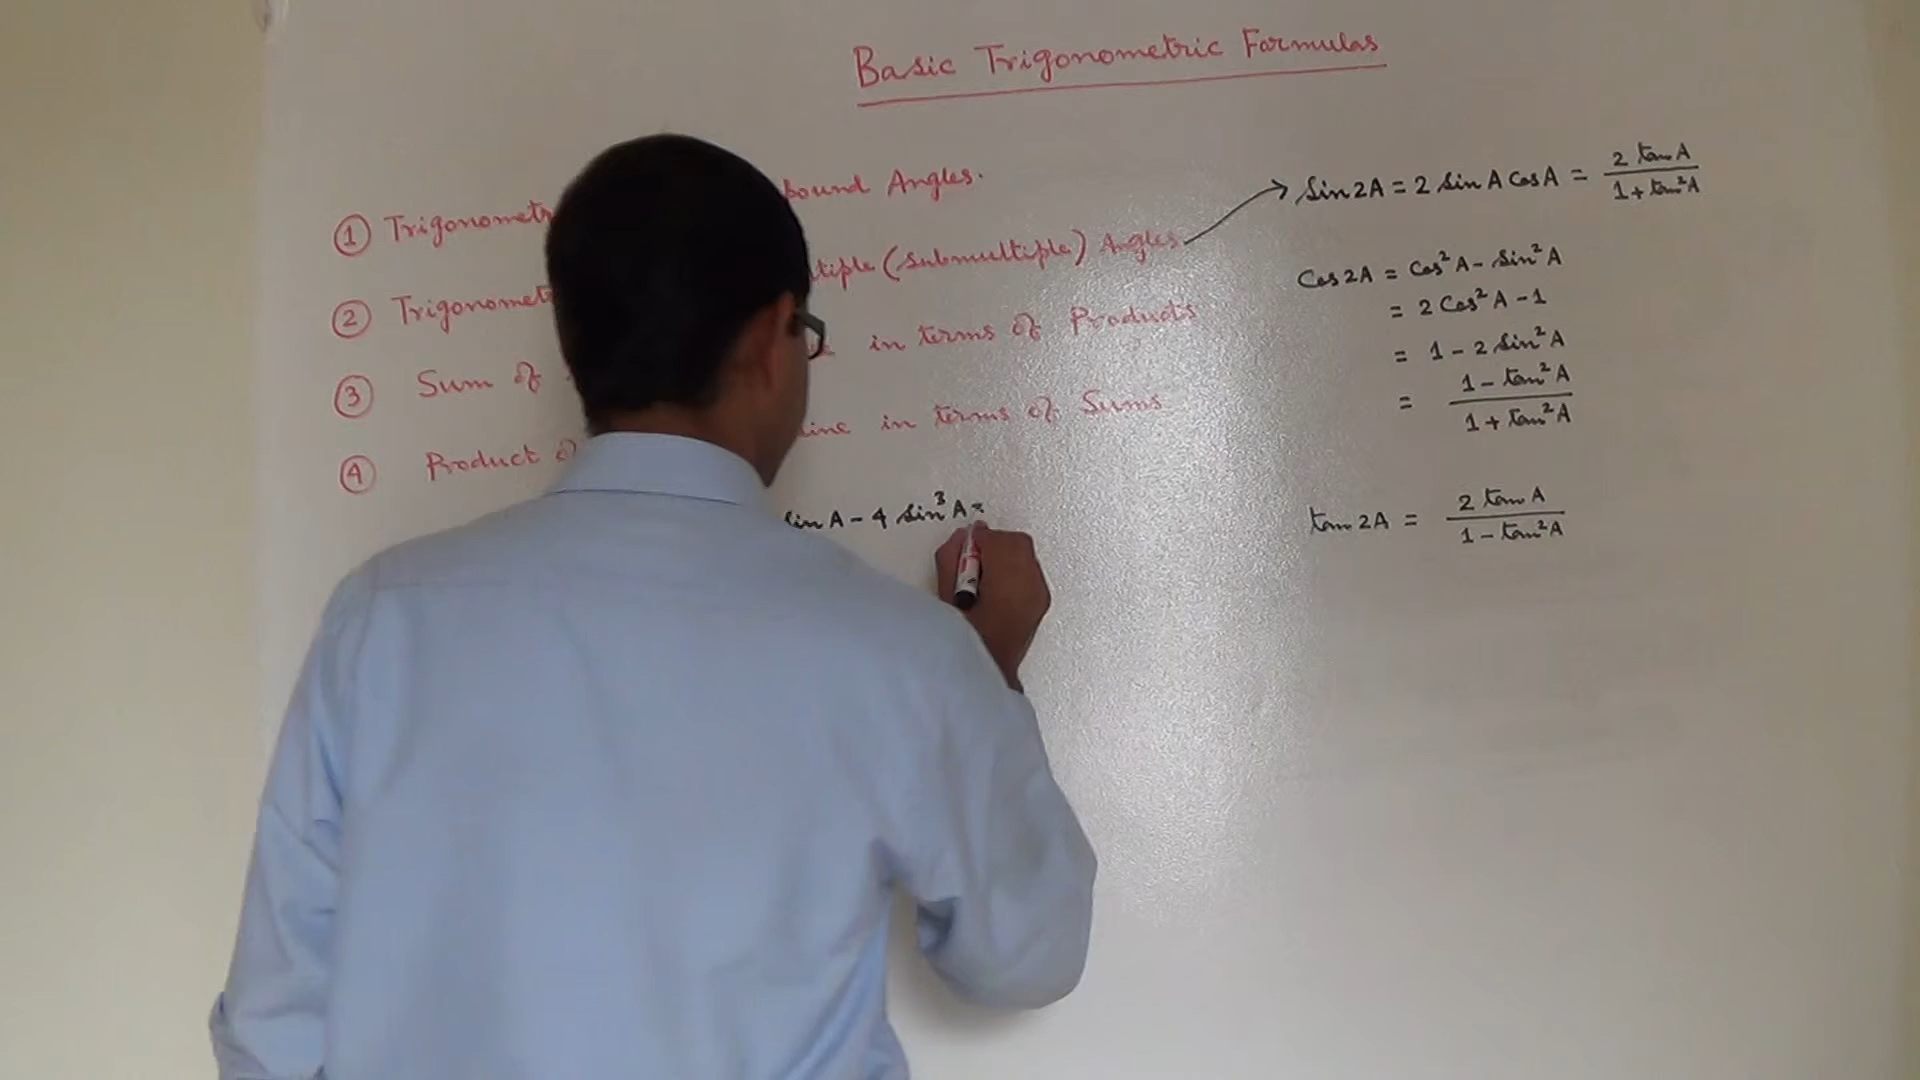 Basic Trigonometric Formulas
① Trigonometr bound Angles.
② Trigonomet tiple (Submultiple) Angles
③ Sum of in terms of Products
④ Product o ine in terms of Sums
sin A - 4 sin³A =
Sin 2A = 2 sin A Cos A = 2 tan A / 1 + tan²A
Cos 2A = Cos²A - sin²A
= 2 Cos²A - 1
= 1 - 2 sin²A
= 1 - tan²A / 1 + tan²A
tan 2A = 2 tan A / 1 - tan²A